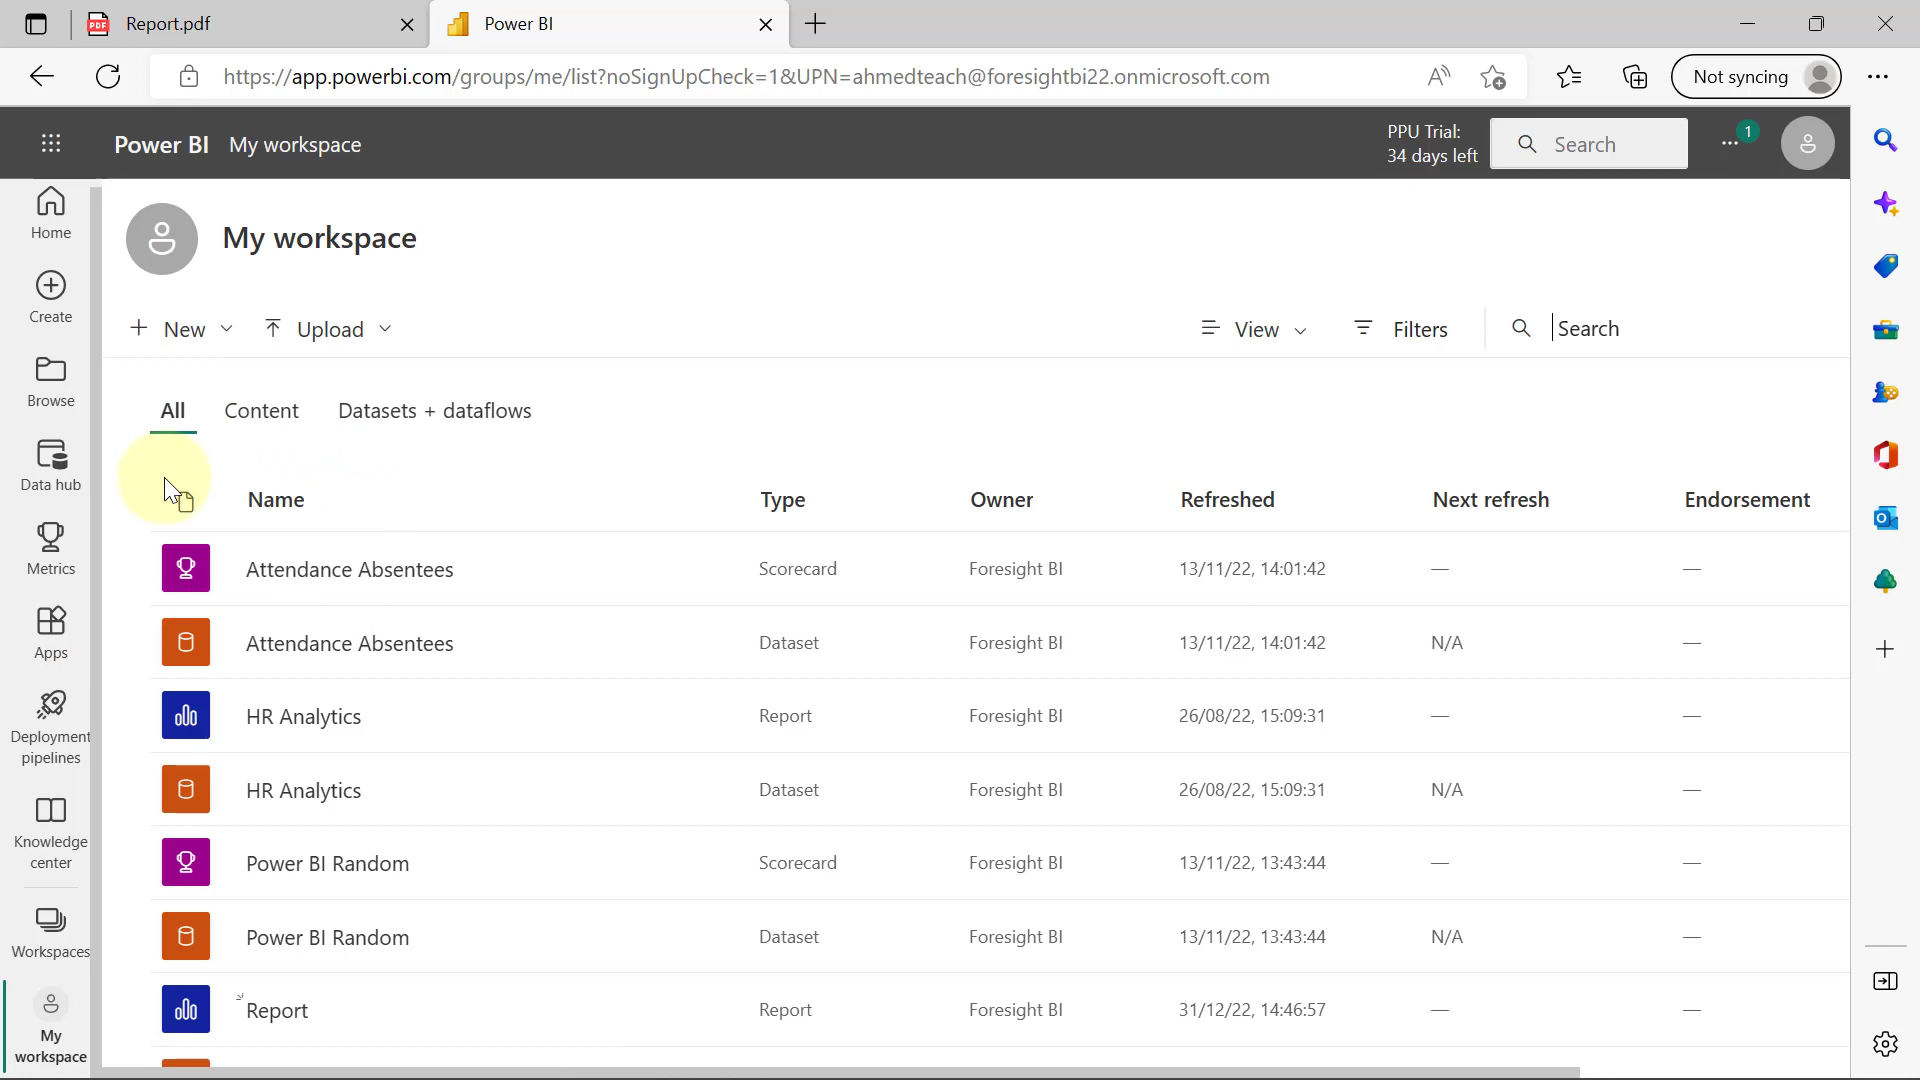 Report.pdf
Power BI
https://app.powerbi.com/groups/me/list?noSignUpCheck=1&UPN=ahmedteach@foresightbi22.onmicrosoft.com
Not syncing
Power BI My workspace
PPU Trial:
34 days left
Search
1
Home
Create
Browse
Data hub
Metrics
Apps
Deployment
pipelines
Knowledge
center
Workspaces
My
workspace
My workspace
New Upload View Filters Search
All Content Datasets + dataflows
Name Type Owner Refreshed Next refresh Endorsement
Attendance Absentees Scorecard Foresight BI 13/11/22, 14:01:42 — —
Attendance Absentees Dataset Foresight BI 13/11/22, 14:01:42 N/A —
HR Analytics Report Foresight BI 26/08/22, 15:09:31 — —
HR Analytics Dataset Foresight BI 26/08/22, 15:09:31 N/A —
Power BI Random Scorecard Foresight BI 13/11/22, 13:43:44 — —
Power BI Random Dataset Foresight BI 13/11/22, 13:43:44 N/A —
Report Report Foresight BI 31/12/22, 14:46:57 — —